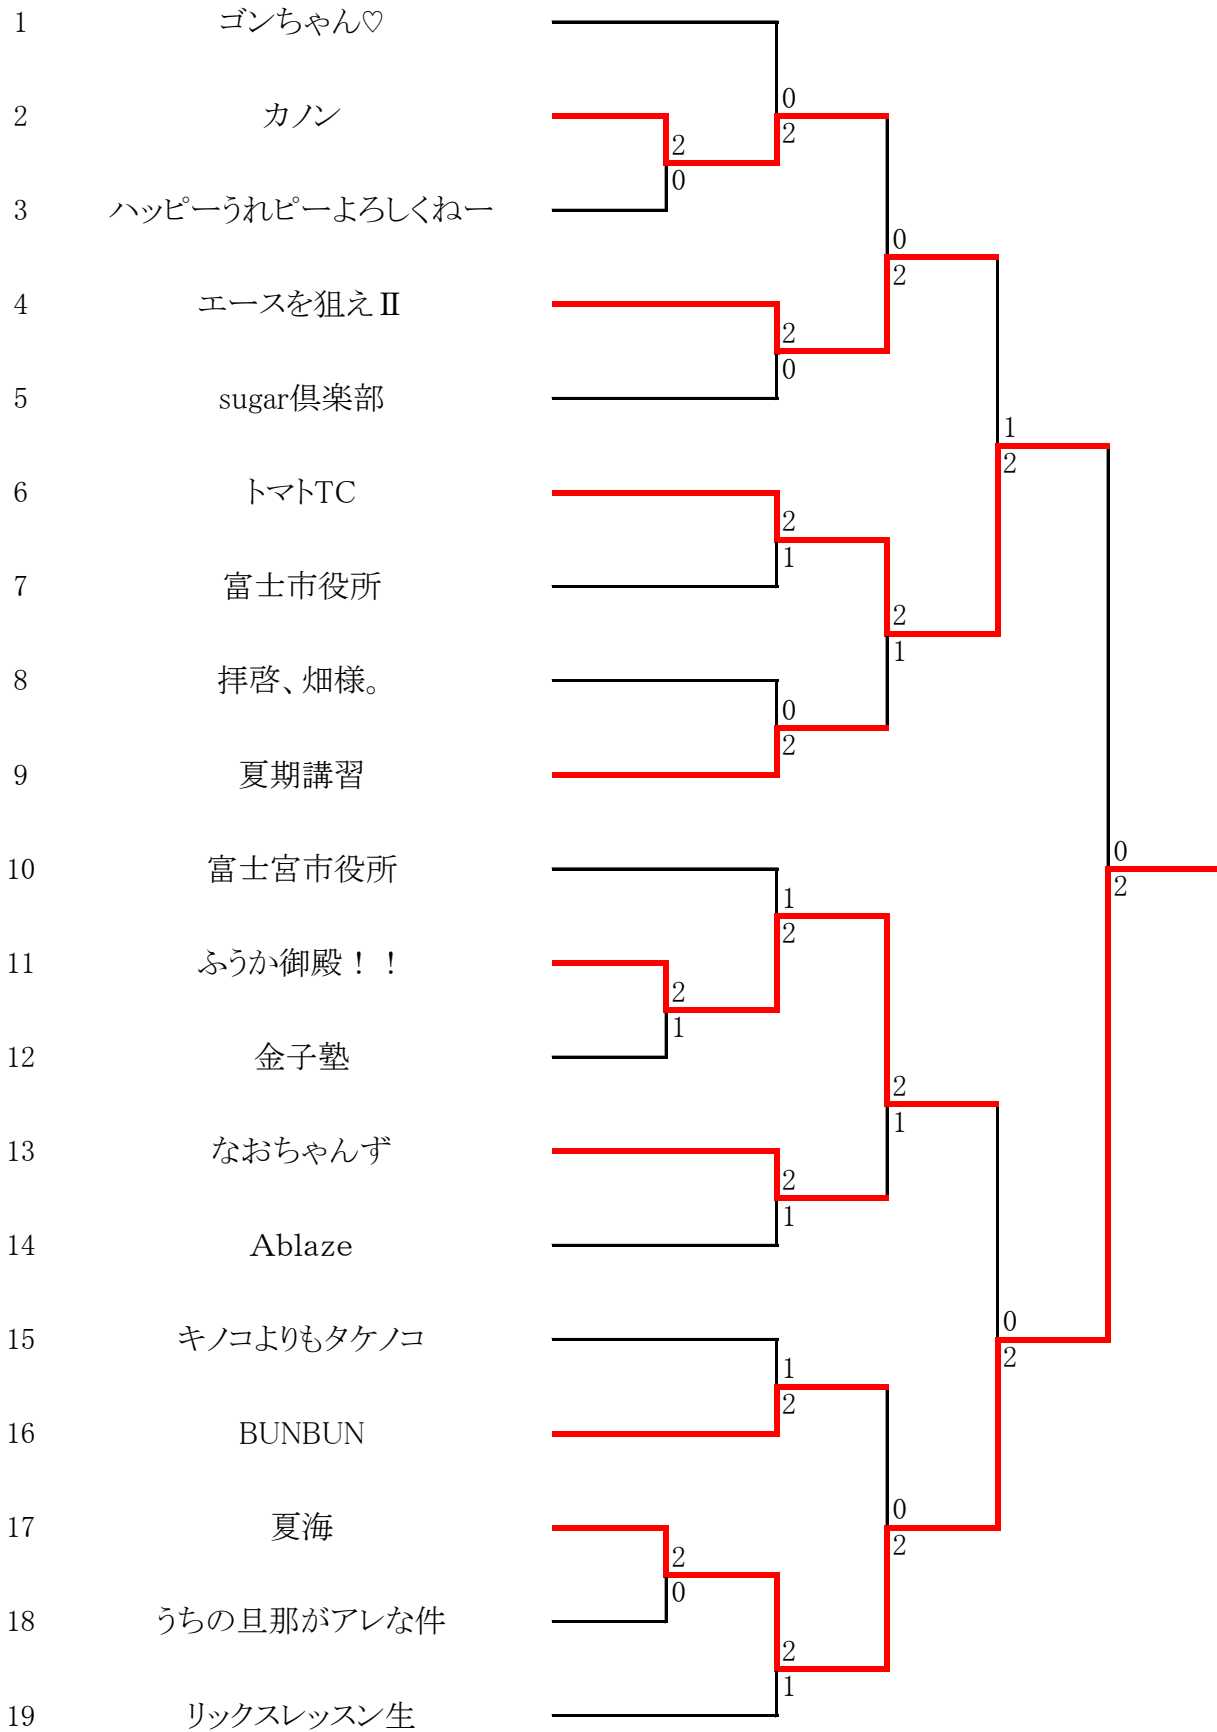 1 ゴンちゃん♡
0
2 カノン
2
2
0
3 ハッピーうれピーよろしくねー
0
2
4 エースを狙えⅡ
2
0
5 sugar倶楽部
1
2
6 トマトTC
2
1
7 富士市役所
2
1
8 拝啓、畑様。
0
2
9 夏期講習
0
10 富士宮市役所
2
1
2
11 ふうか御殿！！
2
1
12 金子塾
2
1
13 なおちゃんず
2
1
14 Ablaze
0
15 キノコよりもタケノコ
2
1
2
16 BUNBUN
0
17 夏海
2
2
0
18 うちの旦那がアレな件
2
1
19 リックスレッスン生